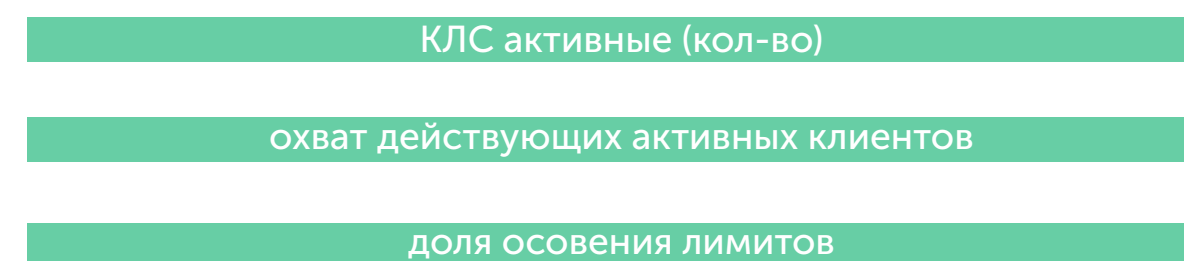 КЛС активные (кол-во)
охват действующих активных клиентов
доля осовения лимитов